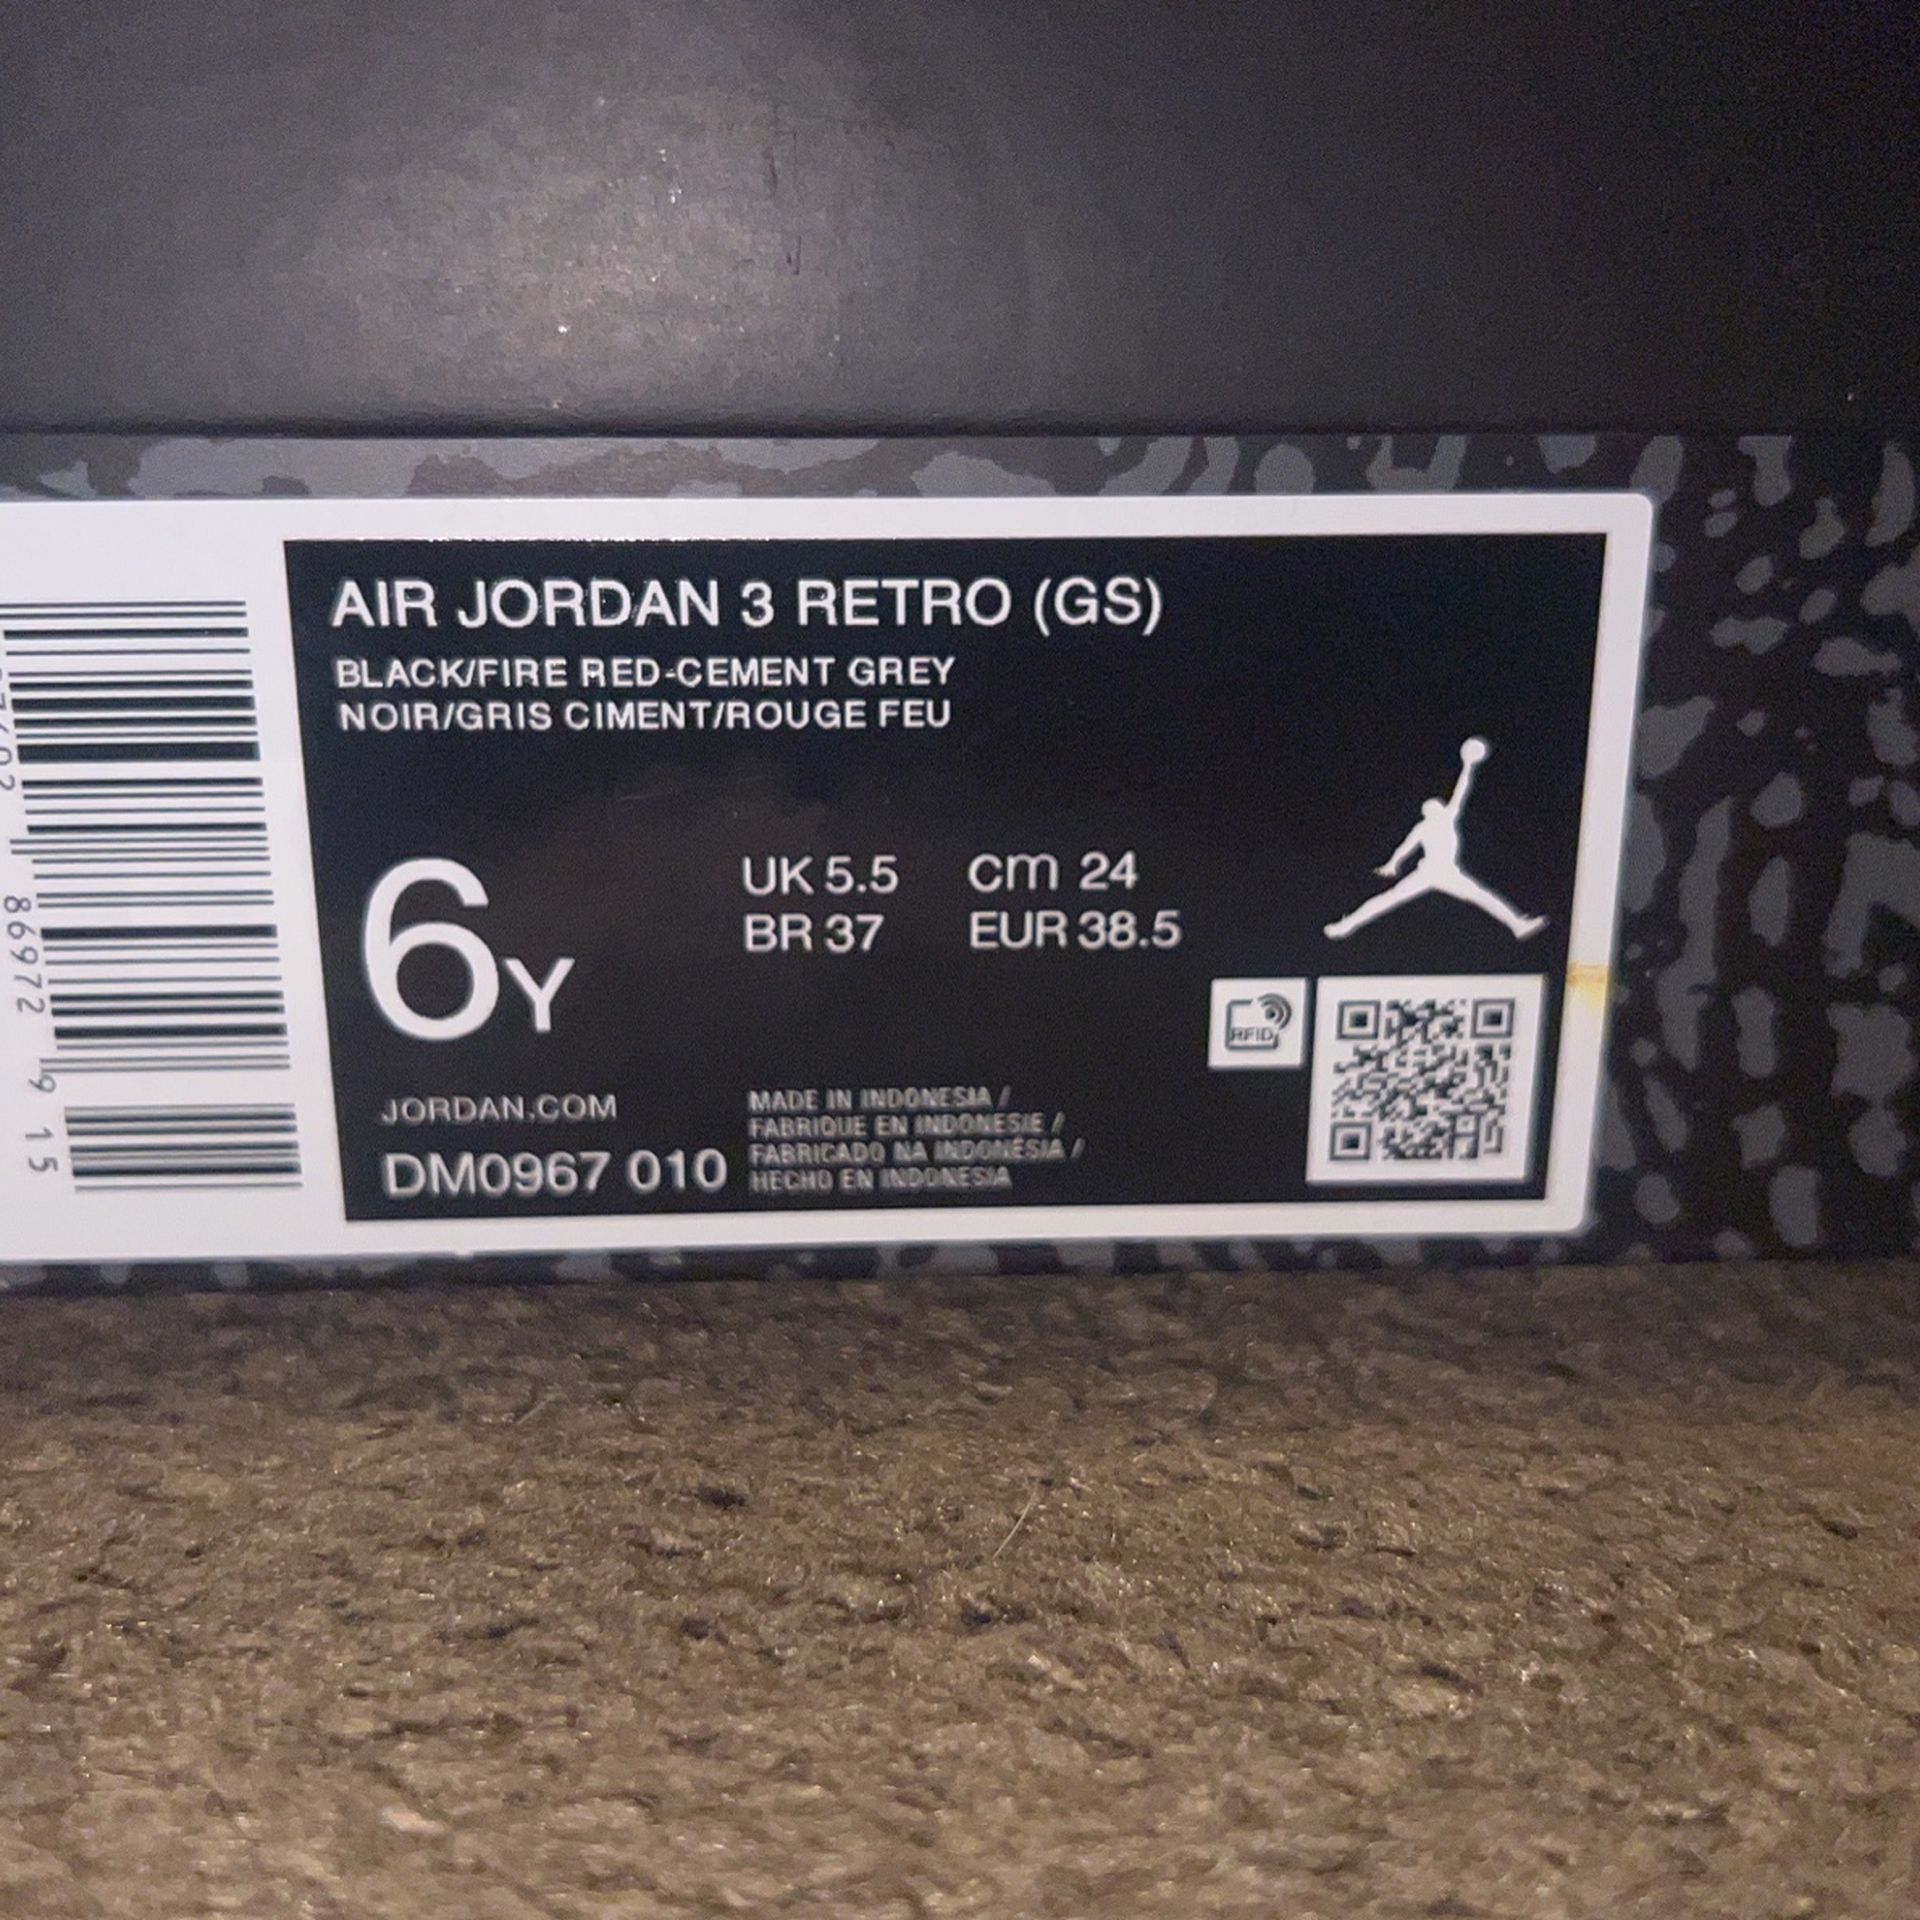 AIR JORDAN 3 RETRO (GS)
BLACK/FIRE RED-CEMENT GREY
NOIR/GRIS CIMENT/ROUGE FEU
6Y
UK 5.5 cm 24
BR 37 EUR 38.5
RFID
JORDAN.COM
DM0967 010
MADE IN INDONESIA /
FABRIQUE EN INDONESIE /
FABRICADO NA INDONÉSIA /
HECHO EN INDONESIA
86972 9 15